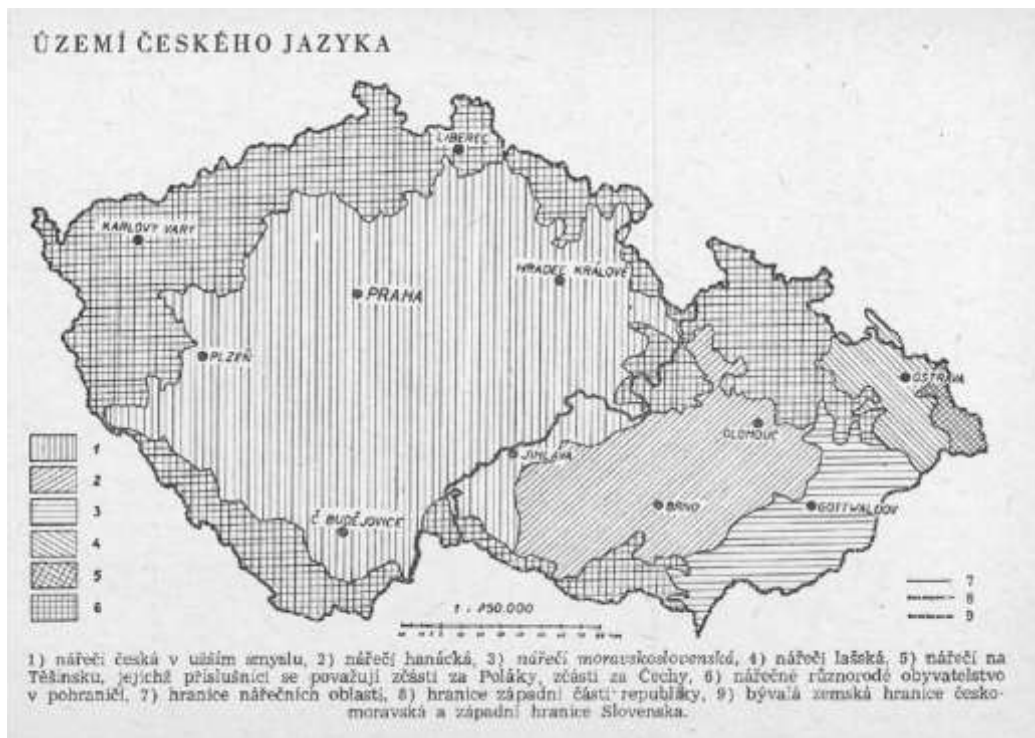 ÚZEMÍ ČESKÉHO JAZYKA
LIBEREC
KARLOVY VARY
HRADEC KRÁLOVÉ
PRAHA
PLZEŇ
OSTRAVA
OLOMOUC
JIHLAVA
BRNO
GOTTWALDOV
Č. BUDĚJOVICE
1
2
3
4
5
6
7
8
9
1) nářečí česká v užším smyslu, 2) nářečí hanácká, 3) nářečí moravskoslovenská, 4) nářečí lašská, 5) nářečí na
Těšínsku, jejichž příslušníci se považují zčásti za Poláky, zčásti za Čechy, 6) nářečně různorodé obyvatelstvo
v pohraničí, 7) hranice nářečních oblastí, 8) hranice západní části republiky, 9) bývalá zemská hranice česko-
moravská a západní hranice Slovenska.